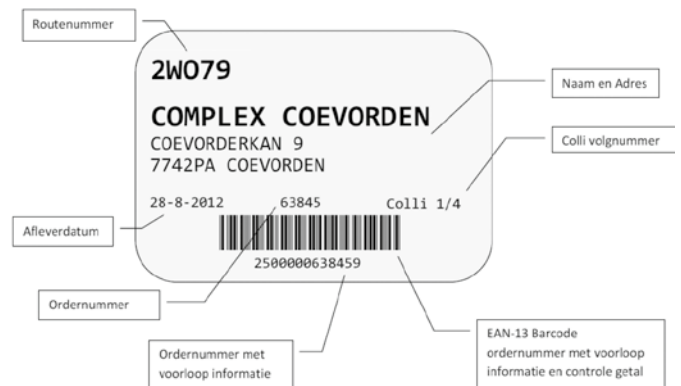 Routenummer
2WO79
Naam en Adres
COMPLEX COEVORDEN
COEVORDERKAN 9
7742PA COEVORDEN
Colli volgnummer
28-8-2012 63845 Colli 1/4
Afleverdatum
2500000638459
Ordernummer
Ordernummer met
voorloop informatie
EAN-13 Barcode
ordernummer met voorloop
informatie en controle getal